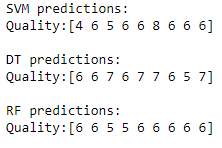 SVM predictions:
Quality:[4 6 5 6 6 8 6 6 6]
DT predictions:
Quality:[6 6 7 6 7 7 6 5 7]
RF predictions:
Quality:[6 6 5 5 6 6 6 6 6]